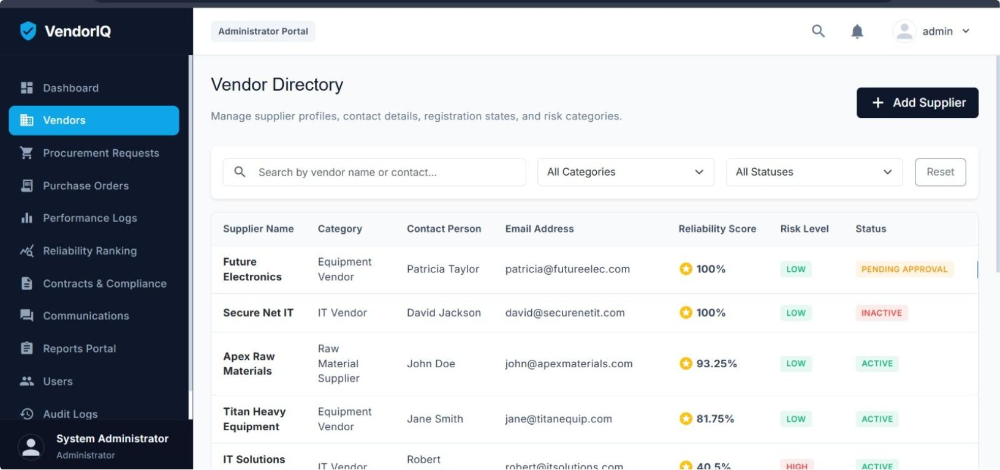 VendorIQ
Administrator Portal
admin
Dashboard
Vendors
Procurement Requests
Purchase Orders
Performance Logs
Reliability Ranking
Contracts & Compliance
Communications
Reports Portal
Users
Audit Logs
System Administrator
Administrator
Vendor Directory
Manage supplier profiles, contact details, registration states, and risk categories.
+ Add Supplier
Search by vendor name or contact...
All Categories
All Statuses
Reset
Supplier Name Category Contact Person Email Address Reliability Score Risk Level Status
Future Electronics Equipment Vendor Patricia Taylor patricia@futureelec.com 100% LOW PENDING APPROVAL
Secure Net IT IT Vendor David Jackson david@securenetit.com 100% LOW INACTIVE
Apex Raw Materials Raw Material Supplier John Doe john@apexmaterials.com 93.25% LOW ACTIVE
Titan Heavy Equipment Equipment Vendor Jane Smith jane@titanequip.com 81.75% LOW ACTIVE
IT Solutions IT Vendor Robert robert@itsolutions.com 40.5% HIGH ACTIVE